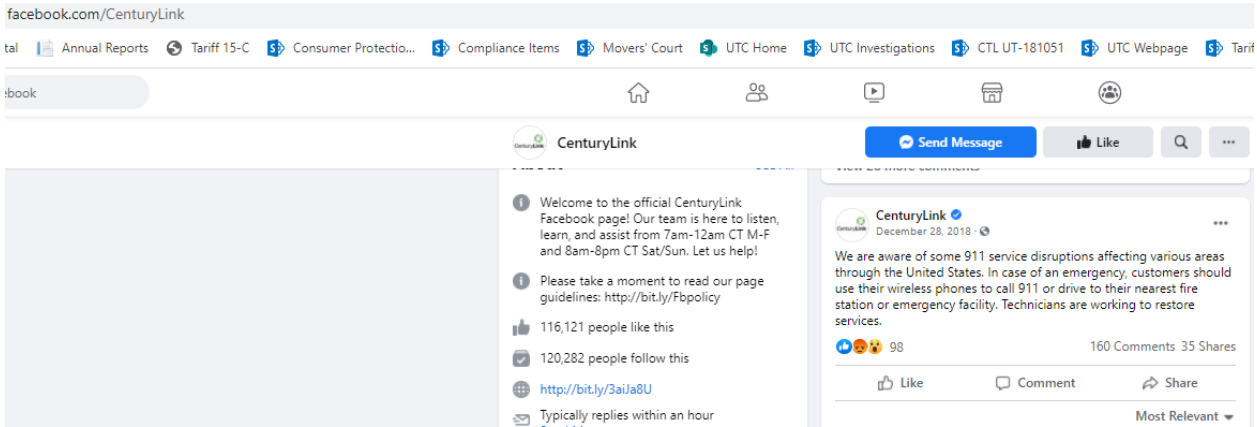 facebook.com/CenturyLink
tal Annual Reports Tariff 15-C Consumer Protectio... Compliance Items Movers' Court UTC Home UTC Investigations CTL UT-181051 UTC Webpage Tarif
ebook
CenturyLink
Send Message
Like
...
View 20 more comments
Welcome to the official CenturyLink
Facebook page! Our team is here to listen,
learn, and assist from 7am-12am CT M-F
and 8am-8pm CT Sat/Sun. Let us help!
Please take a moment to read our page
guidelines: http://bit.ly/Fbpolicy
116,121 people like this
120,282 people follow this
http://bit.ly/3aiJa8U
Typically replies within an hour
CenturyLink
December 28, 2018 ·
...
We are aware of some 911 service disruptions affecting various areas
through the United States. In case of an emergency, customers should
use their wireless phones to call 911 or drive to their nearest fire
station or emergency facility. Technicians are working to restore
services.
98
160 Comments 35 Shares
Like Comment Share
Most Relevant